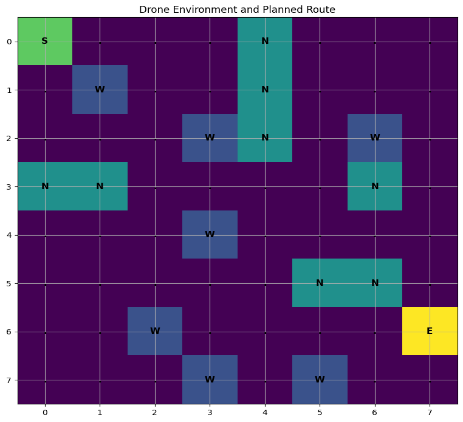 Drone Environment and Planned Route
0 S N
1 W N
2 W N W
3 N N N
4 W
5 N N
6 W E
7 W W
0 1 2 3 4 5 6 7